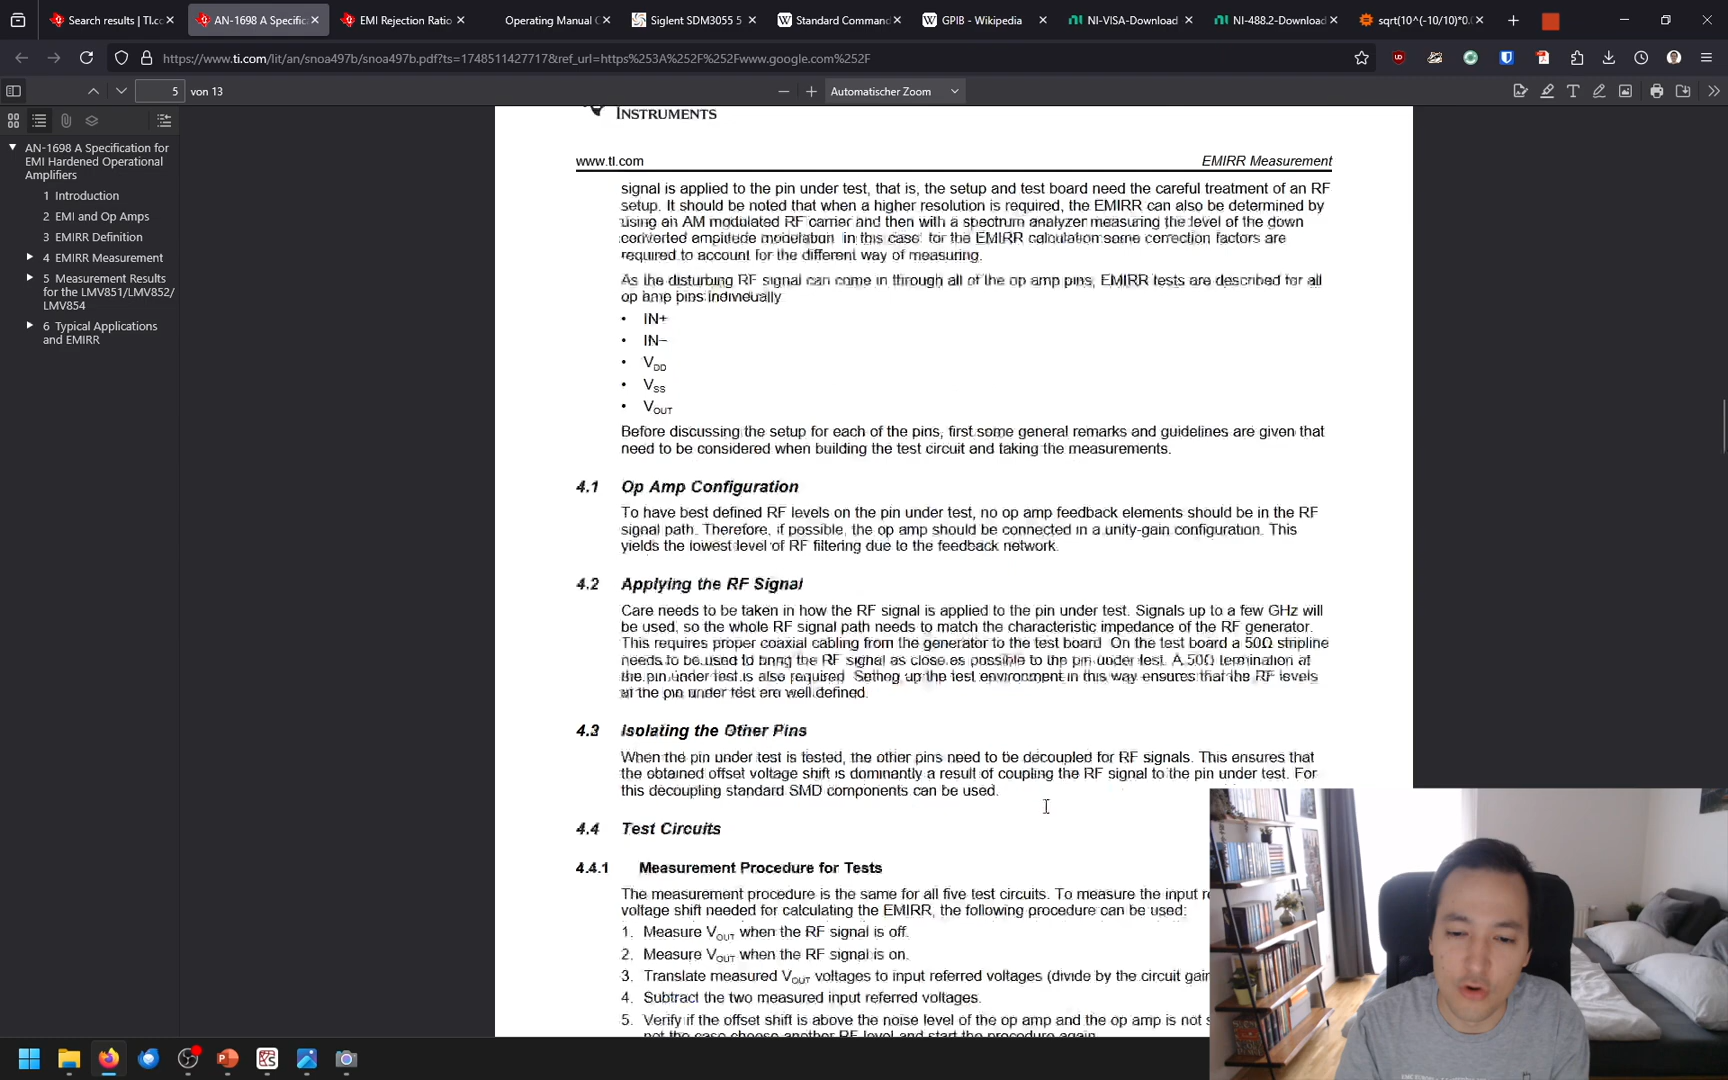 Search results | TI.c
AN-1698 A Specific
EMI Rejection Ratio
Operating Manual
Siglent SDM3055 5
Standard Comman
GPIB - Wikipedia
NI-VISA-Download
NI-488.2-Download
sqrt(10^(-10/10)*0.
https://www.ti.com/lit/an/snoa497b/snoa497b.pdf?ts=1748511427717&ref_url=https%253A%252F%252Fwww.google.com%252F
5 von 13
Automatischer Zoom
AN-1698 A Specification for
EMI Hardened Operational
Amplifiers
1 Introduction
2 EMI and Op Amps
3 EMIRR Definition
4 EMIRR Measurement
5 Measurement Results
for the LMV851/LMV852/
LMV854
6 Typical Applications
and EMIRR
INSTRUMENTS
www.ti.com EMIRR Measurement
signal is applied to the pin under test, that is, the setup and test board need the careful treatment of an RF
setup. It should be noted that when a higher resolution is required, the EMIRR can also be determined by
using an AM modulated RF carrier and then with a spectrum analyzer measuring the level of the down
converted amplitude modulation. In this case for the EMIRR calculation some correction factors are
required to account for the different way of measuring.
As the disturbing RF signal can come in through all of the op amp pins, EMIRR tests are described for all
op amp pins individually
• IN+
• IN−
• VDD
• VSS
• VOUT
Before discussing the setup for each of the pins, first some general remarks and guidelines are given that
need to be considered when building the test circuit and taking the measurements.
4.1 Op Amp Configuration
To have best defined RF levels on the pin under test, no op amp feedback elements should be in the RF
signal path. Therefore, if possible, the op amp should be connected in a unity-gain configuration. This
yields the lowest level of RF filtering due to the feedback network.
4.2 Applying the RF Signal
Care needs to be taken in how the RF signal is applied to the pin under test. Signals up to a few GHz will
be used, so the whole RF signal path needs to match the characteristic impedance of the RF generator.
This requires proper coaxial cabling from the generator to the test board. On the test board a 50Ω stripline
needs to be used to bring the RF signal as close as possible to the pin under test. A 50Ω termination at
the pin under test is also required. Setting up the test environment in this way ensures that the RF levels
at the pin under test are well defined.
4.3 Isolating the Other Pins
When the pin under test is tested, the other pins need to be decoupled for RF signals. This ensures that
the obtained offset voltage shift is dominantly a result of coupling the RF signal to the pin under test. For
this decoupling standard SMD components can be used.
4.4 Test Circuits
4.4.1 Measurement Procedure for Tests
The measurement procedure is the same for all five test circuits. To measure the input re
voltage shift needed for calculating the EMIRR, the following procedure can be used:
1. Measure VOUT when the RF signal is off.
2. Measure VOUT when the RF signal is on.
3. Translate measured VOUT voltages to input referred voltages (divide by the circuit gain
4. Subtract the two measured input referred voltages.
5. Verify if the offset shift is above the noise level of the op amp and the op amp is not s
not the case choose another RF level and start the procedure again.